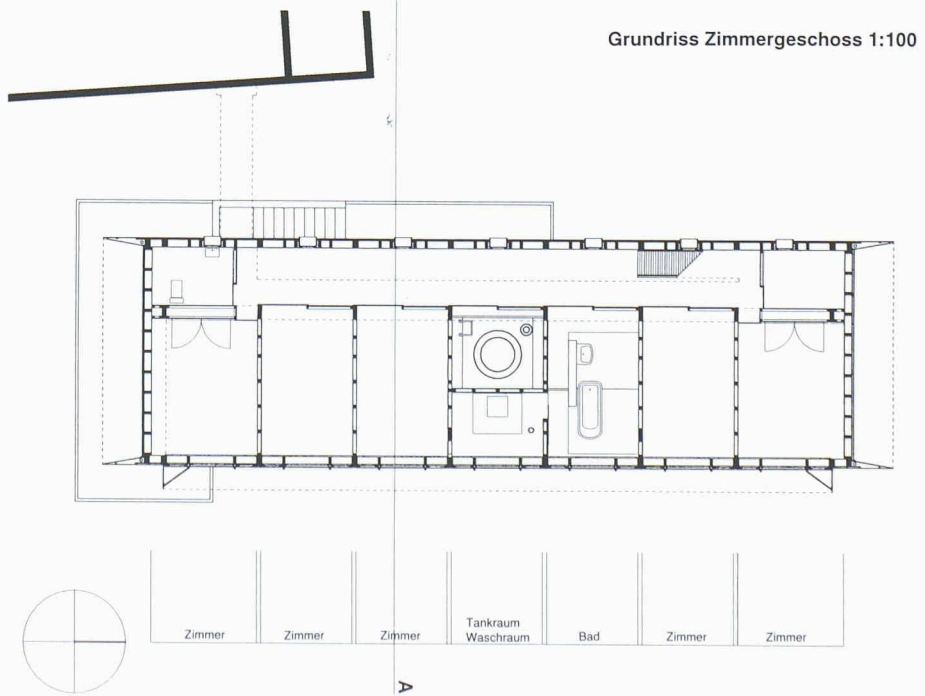 Grundriss Zimmergeschoss 1:100
Zimmer
Zimmer
Zimmer
Tankraum
Waschraum
Bad
Zimmer
Zimmer
A